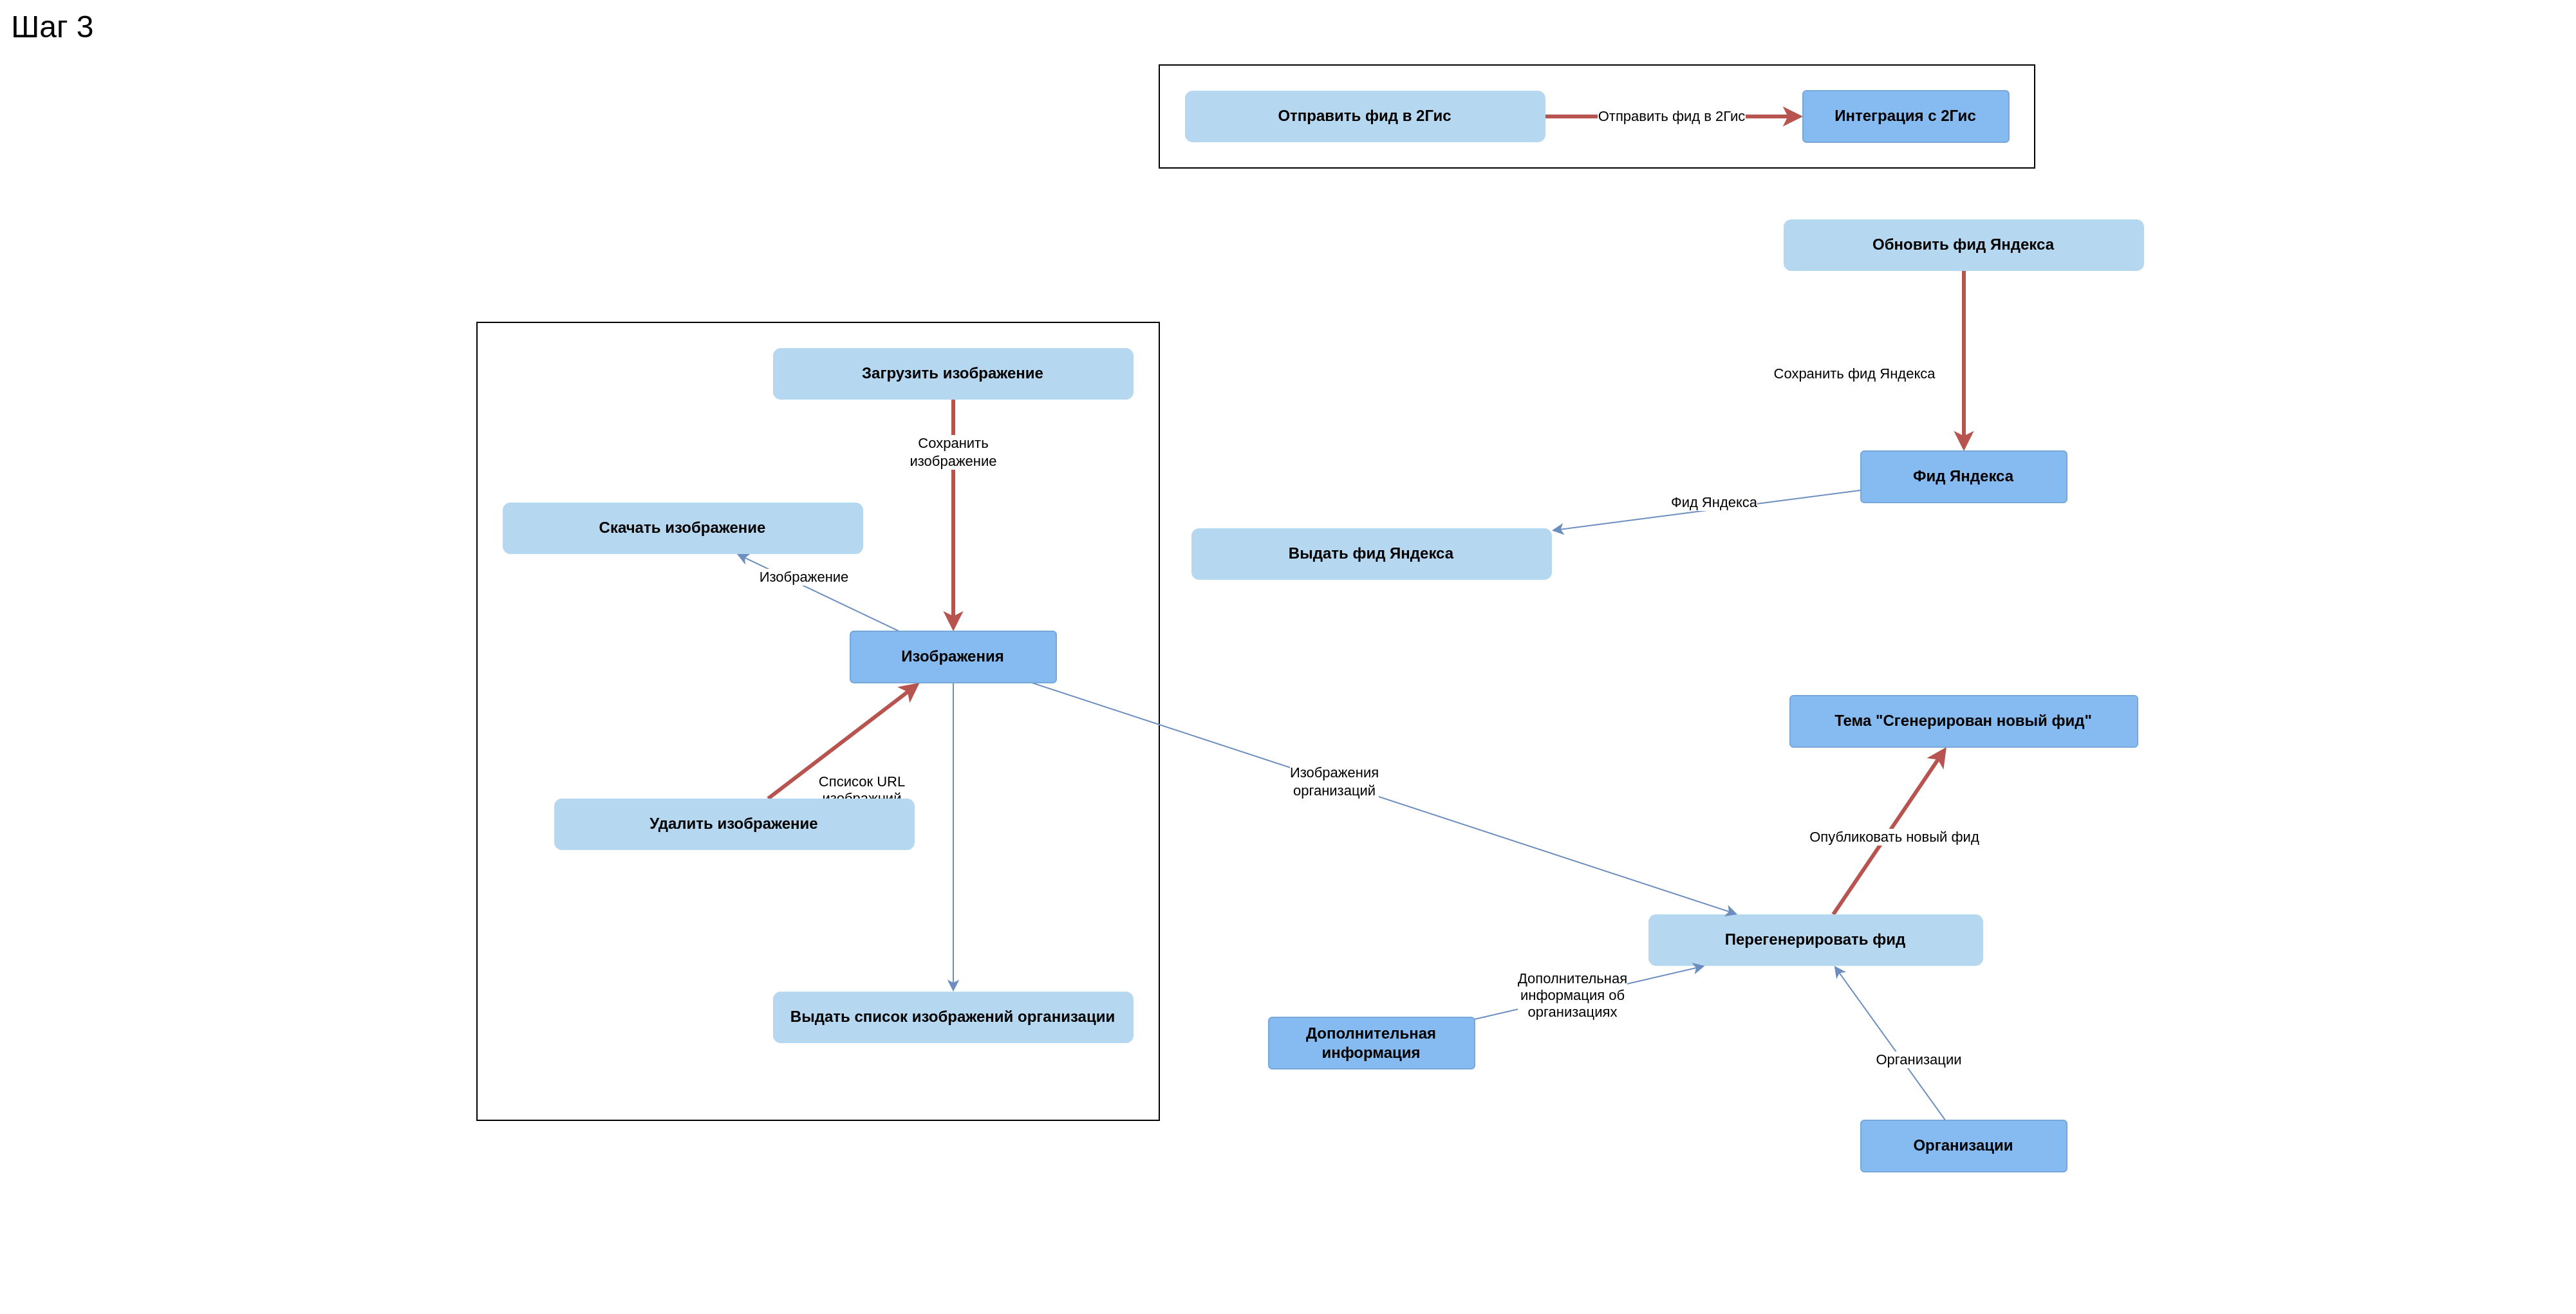 Шаг 3
Отправить фид в 2Гис
Отправить фид в 2Гис
Интеграция с 2Гис
Обновить фид Яндекса
Сохранить фид Яндекса
Фид Яндекса
Фид Яндекса
Выдать фид Яндекса
Загрузить изображение
Сохранить
изображение
Скачать изображение
Изображение
Изображения
Спсисок URL
Удалить изображение
Выдать список изображений организации
Изображения
организаций
Тема "Сгенерирован новый фид"
Опубликовать новый фид
Перегенерировать фид
Дополнительная
информация об
организациях
Дополнительная
информация
Организации
Организации